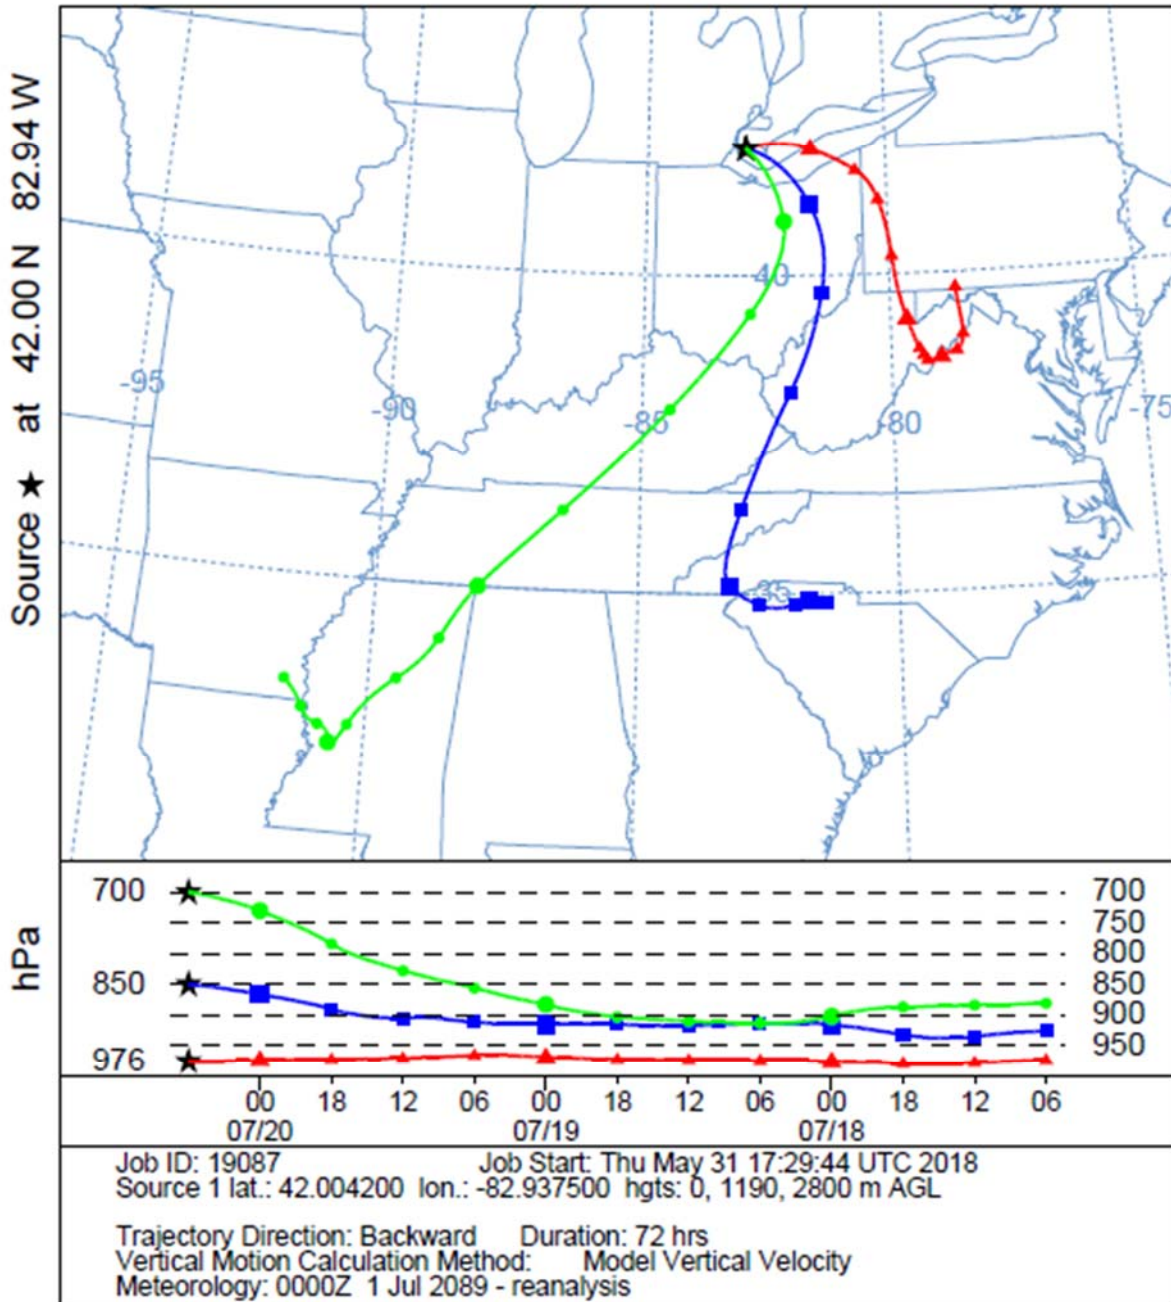 Source ★ at 42.00 N 82.94 W
40
-95
-90
-85
-80
-75
35
hPa
700 700
750
800
850 850
900
950
976
00 18 12 06 00 18 12 06 00 18 12 06
07/20 07/19 07/18
Job ID: 19087 Job Start: Thu May 31 17:29:44 UTC 2018
Source 1 lat.: 42.004200 lon.: -82.937500 hgts: 0, 1190, 2800 m AGL
Trajectory Direction: Backward Duration: 72 hrs
Vertical Motion Calculation Method: Model Vertical Velocity
Meteorology: 0000Z 1 Jul 2089 - reanalysis